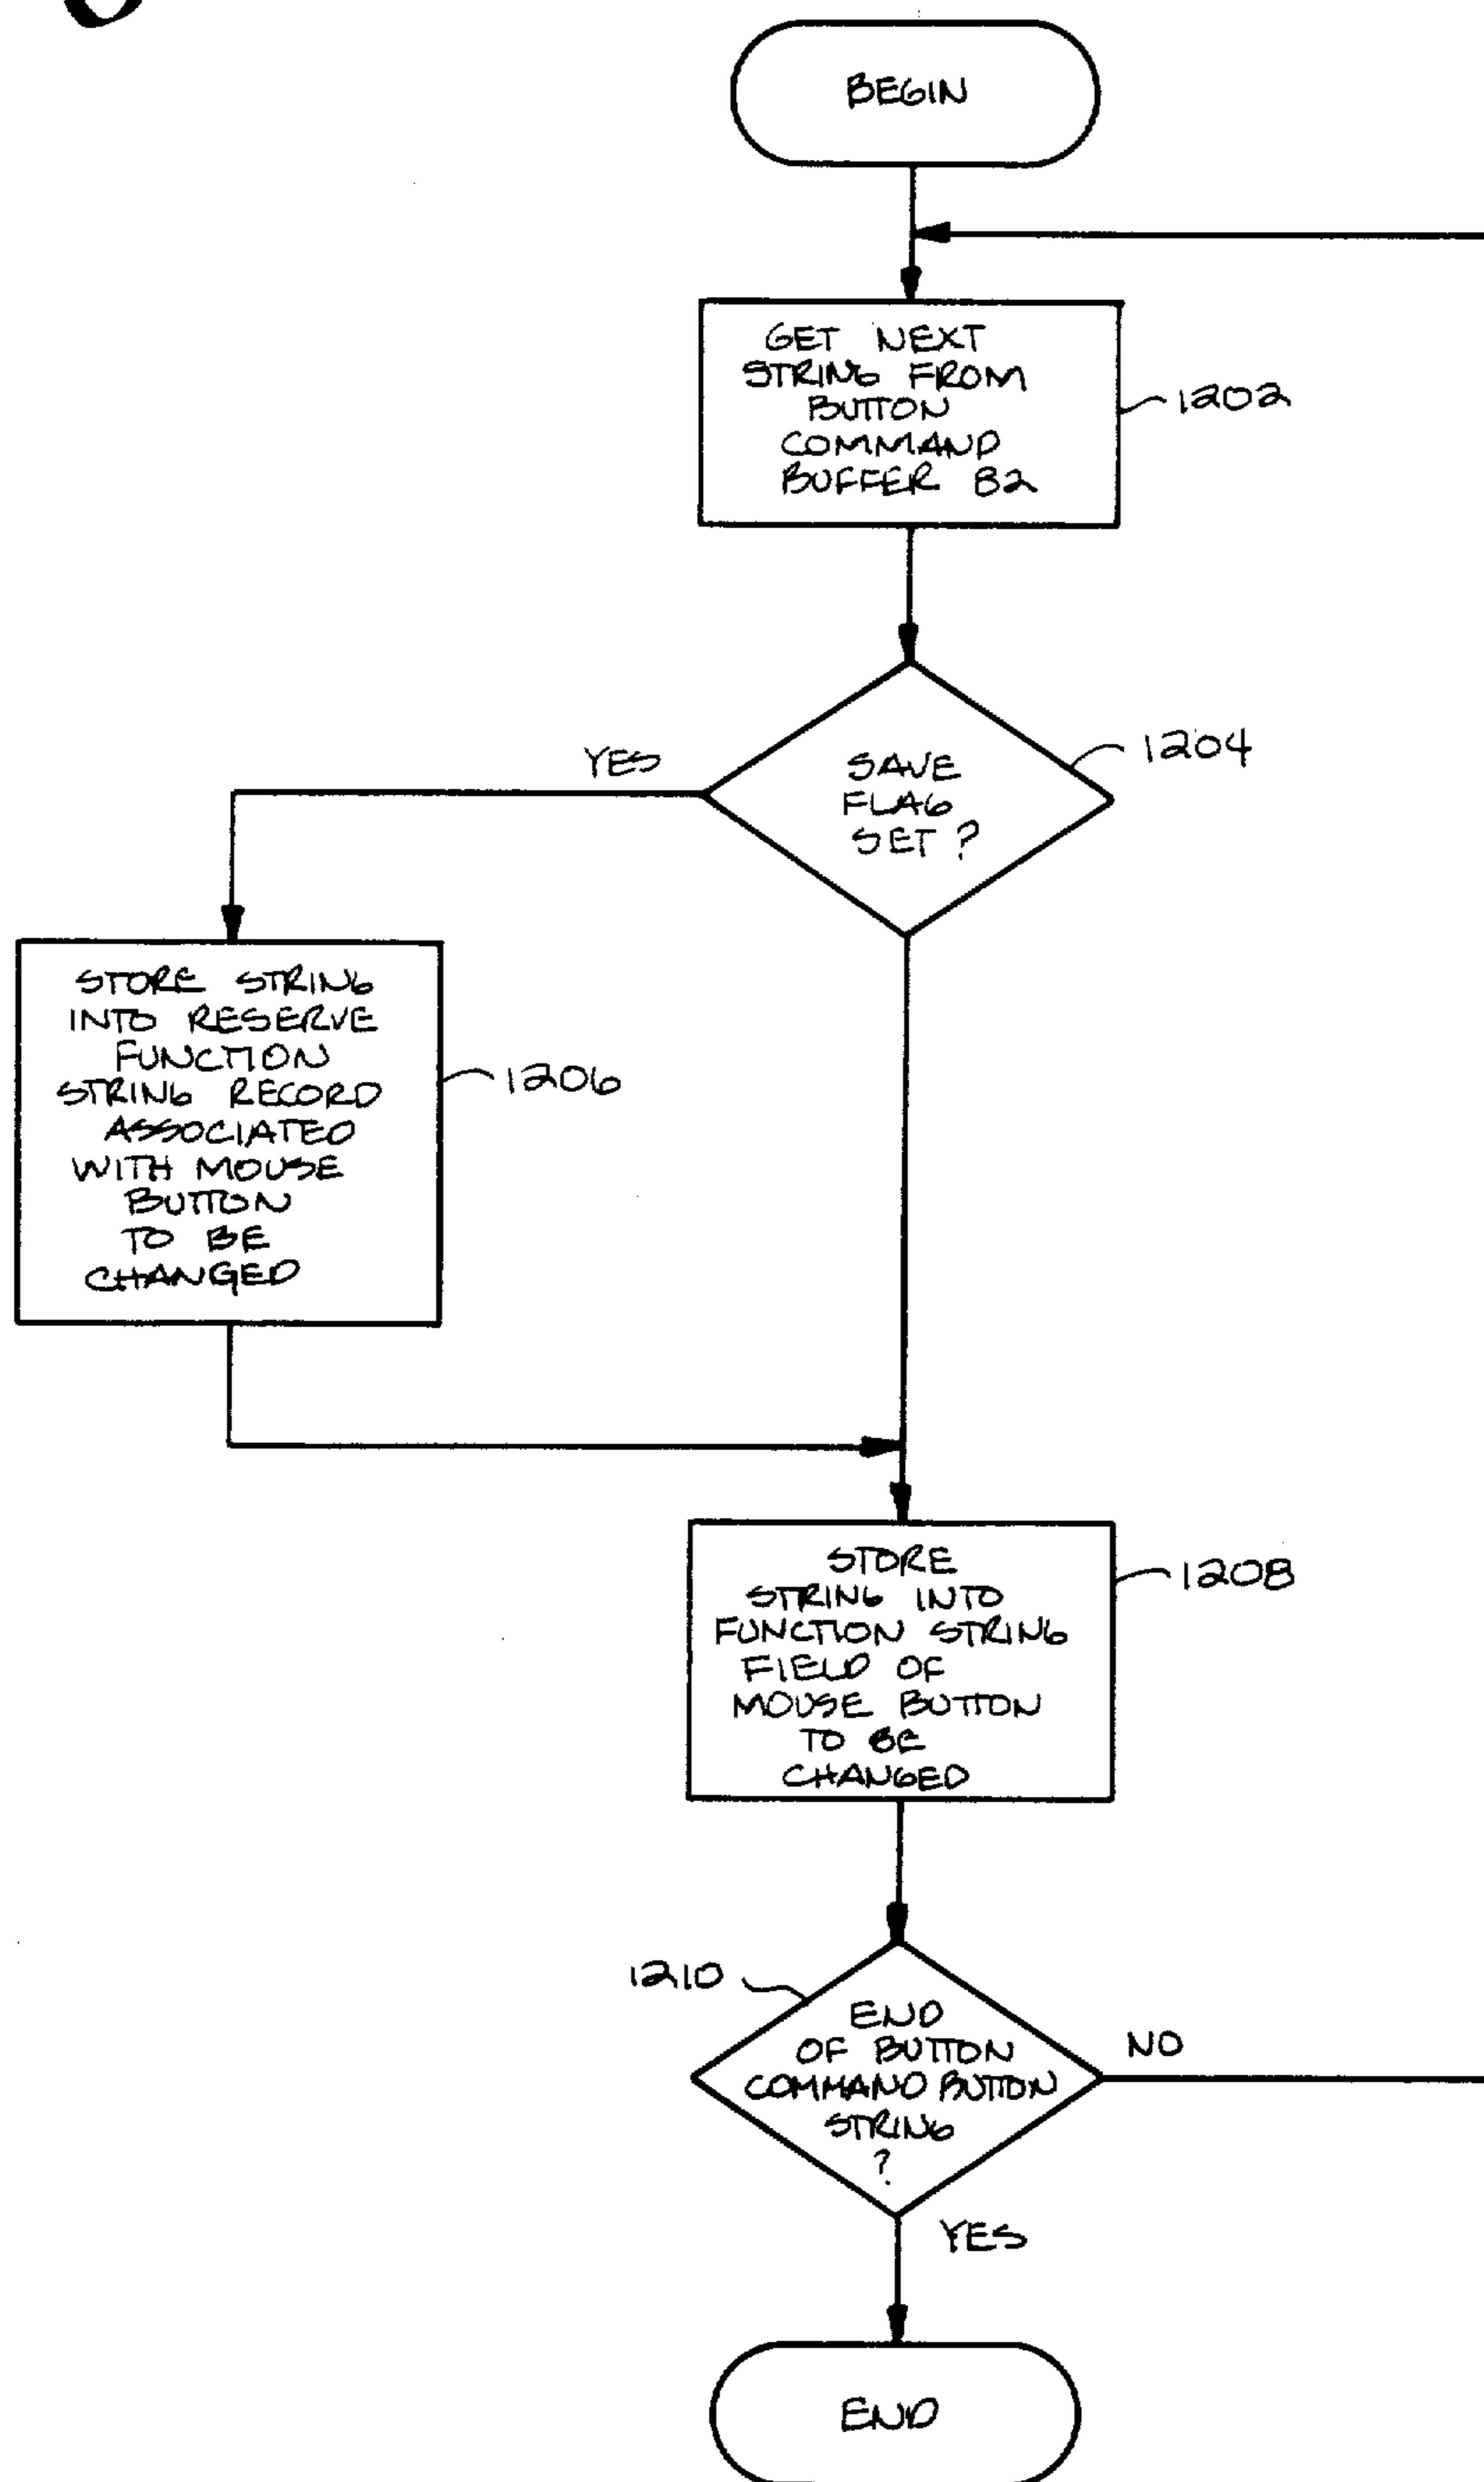 BEGIN
GET NEXT
STRING FROM
BUTTON
COMMAND
BUFFER 82
1202
YES
SAVE
FLAG
SET ?
1204
STORE STRING
INTO RESERVE
FUNCTION
STRING RECORD
ASSOCIATED
WITH MOUSE
BUTTON
TO BE
CHANGED
1206
STORE
STRING INTO
FUNCTION STRING
FIELD OF
MOUSE BUTTON
TO BE
CHANGED
1208
1210
END
OF BUTTON
COMMAND BUTTON
STRING
?
NO
YES
END